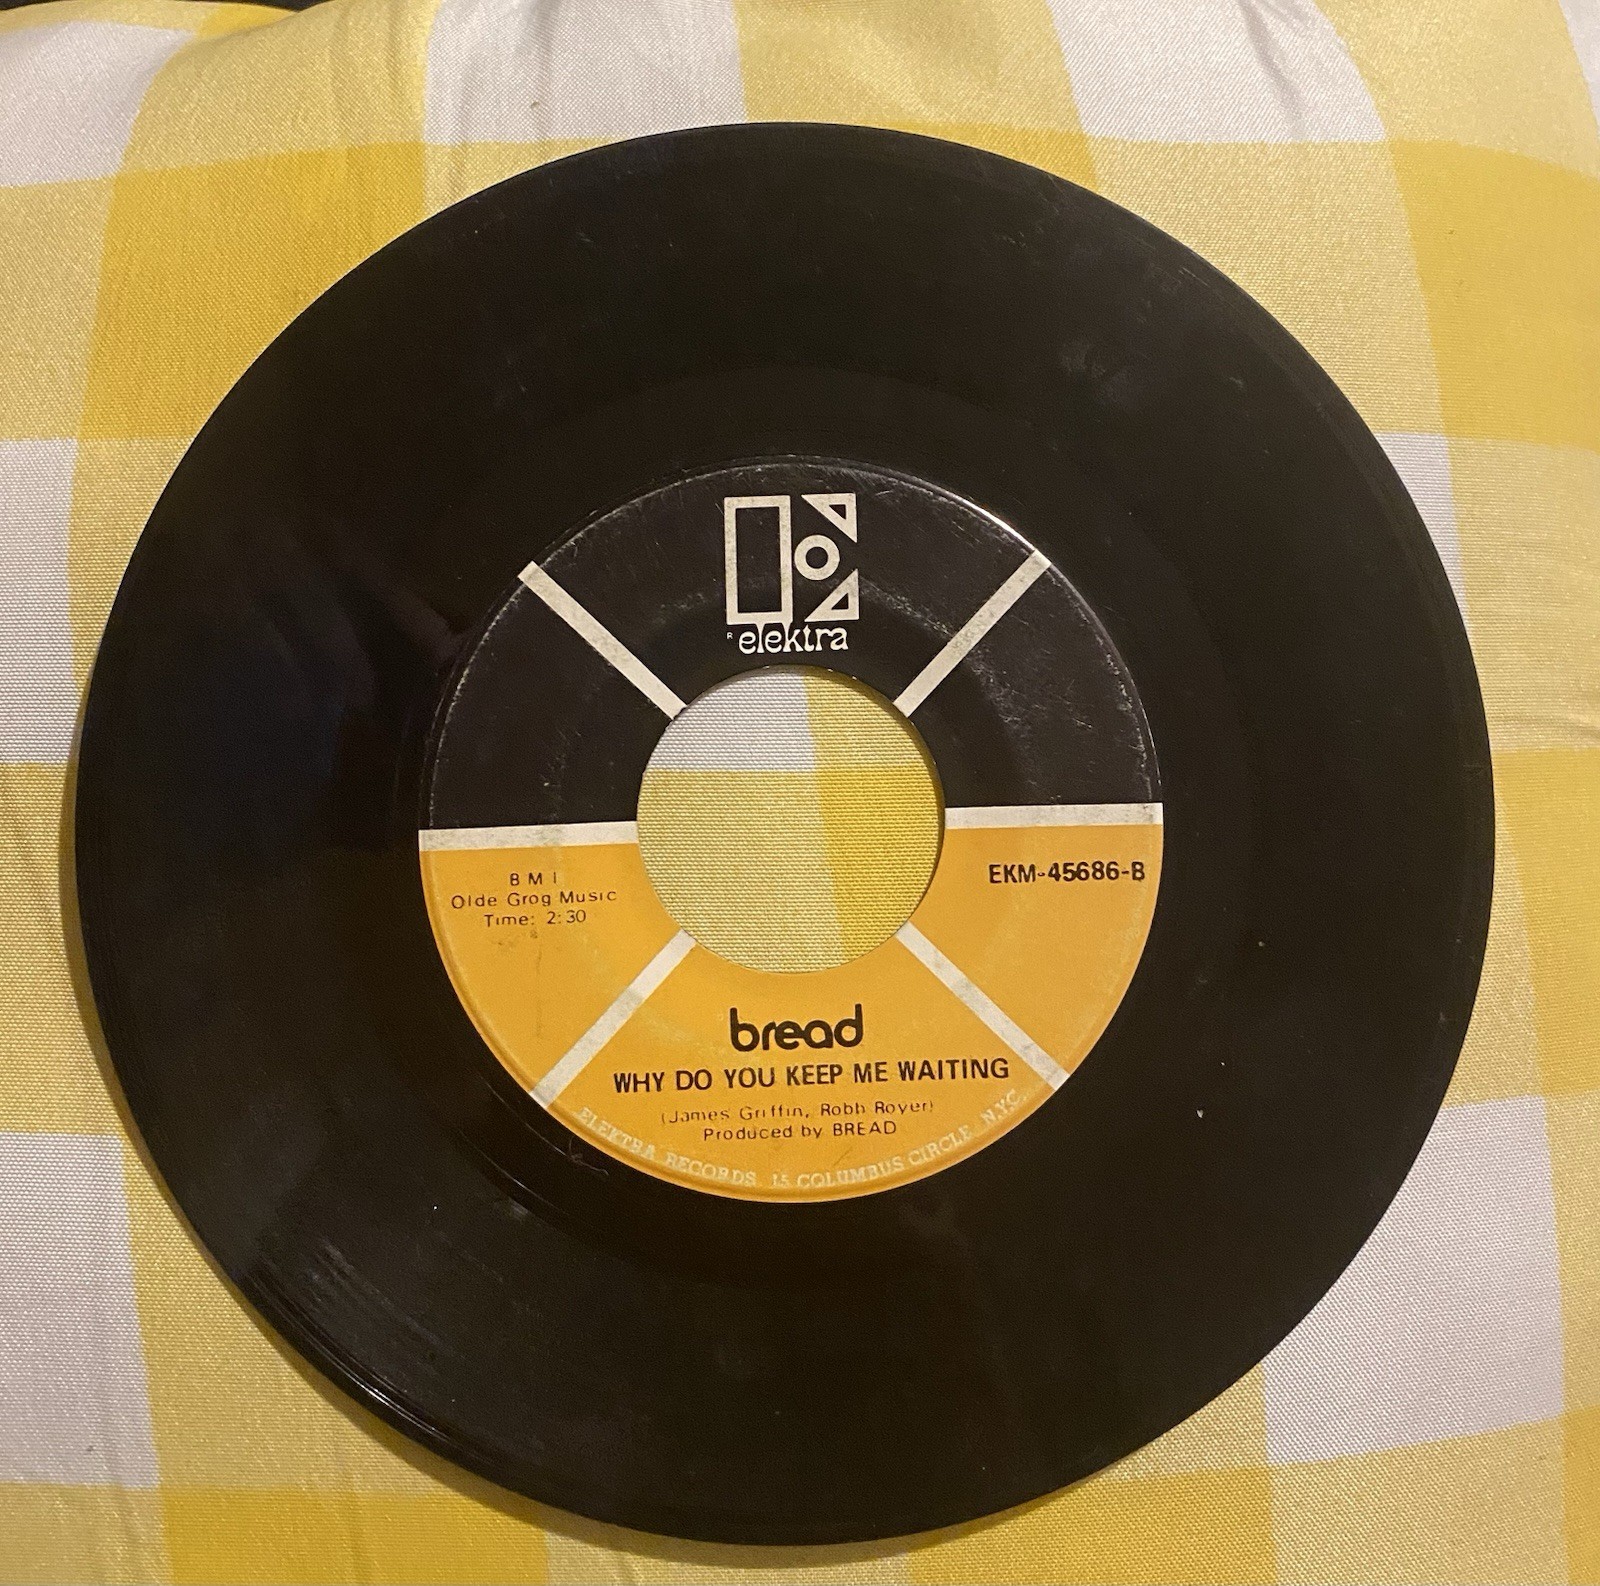 R elektra
BMI
Olde Grog Music
Time: 2:30
EKM-45686-B
bread
WHY DO YOU KEEP ME WAITING
(James Griffin, Robb Royer)
Produced by BREAD
ELEKTRA RECORDS, 15 COLUMBUS CIRCLE, N.Y.C.